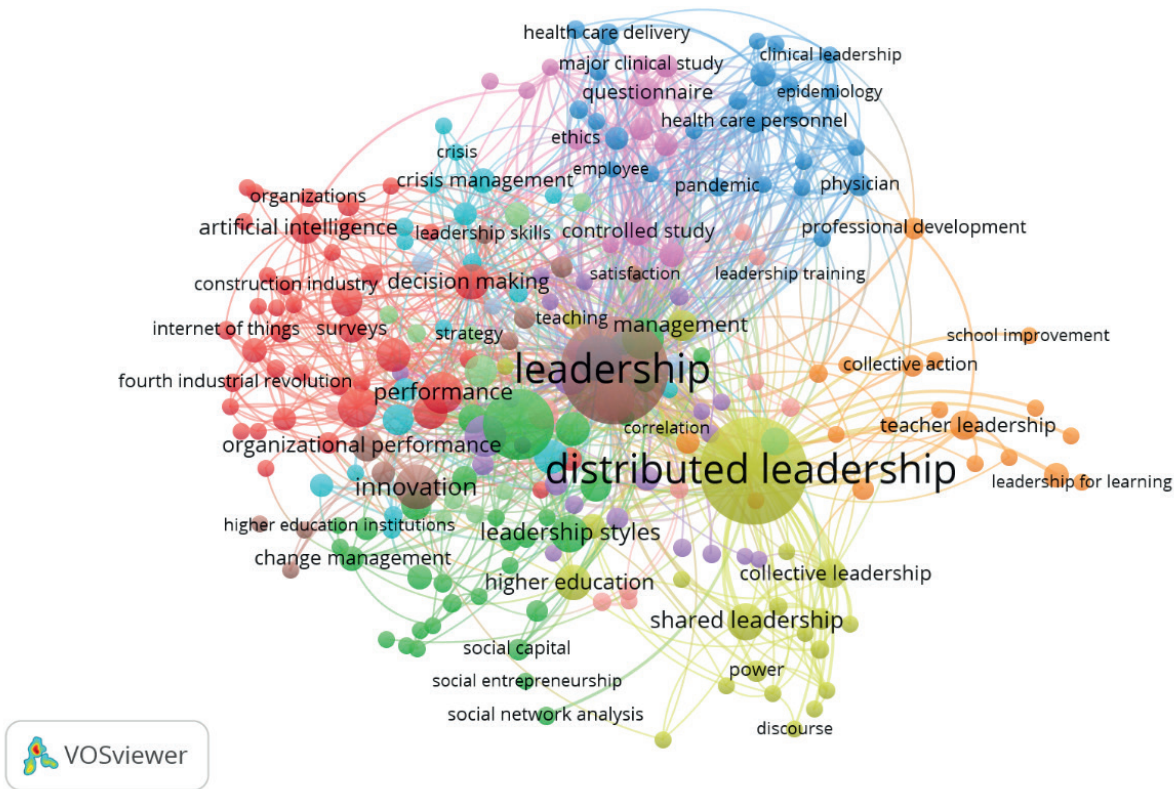 health care delivery
clinical leadership
major clinical study
questionnaire
epidemiology
health care personnel
ethics
crisis
employee
crisis management
pandemic
physician
organizations
artificial intelligence
leadership skills
controlled study
professional development
construction industry
decision making
satisfaction
leadership training
internet of things
surveys
strategy
teaching
management
school improvement
leadership
collective action
fourth industrial revolution
performance
correlation
teacher leadership
organizational performance
distributed leadership
innovation
leadership for learning
higher education institutions
leadership styles
change management
higher education
collective leadership
shared leadership
social capital
social entrepreneurship
power
social network analysis
discourse
VOSviewer